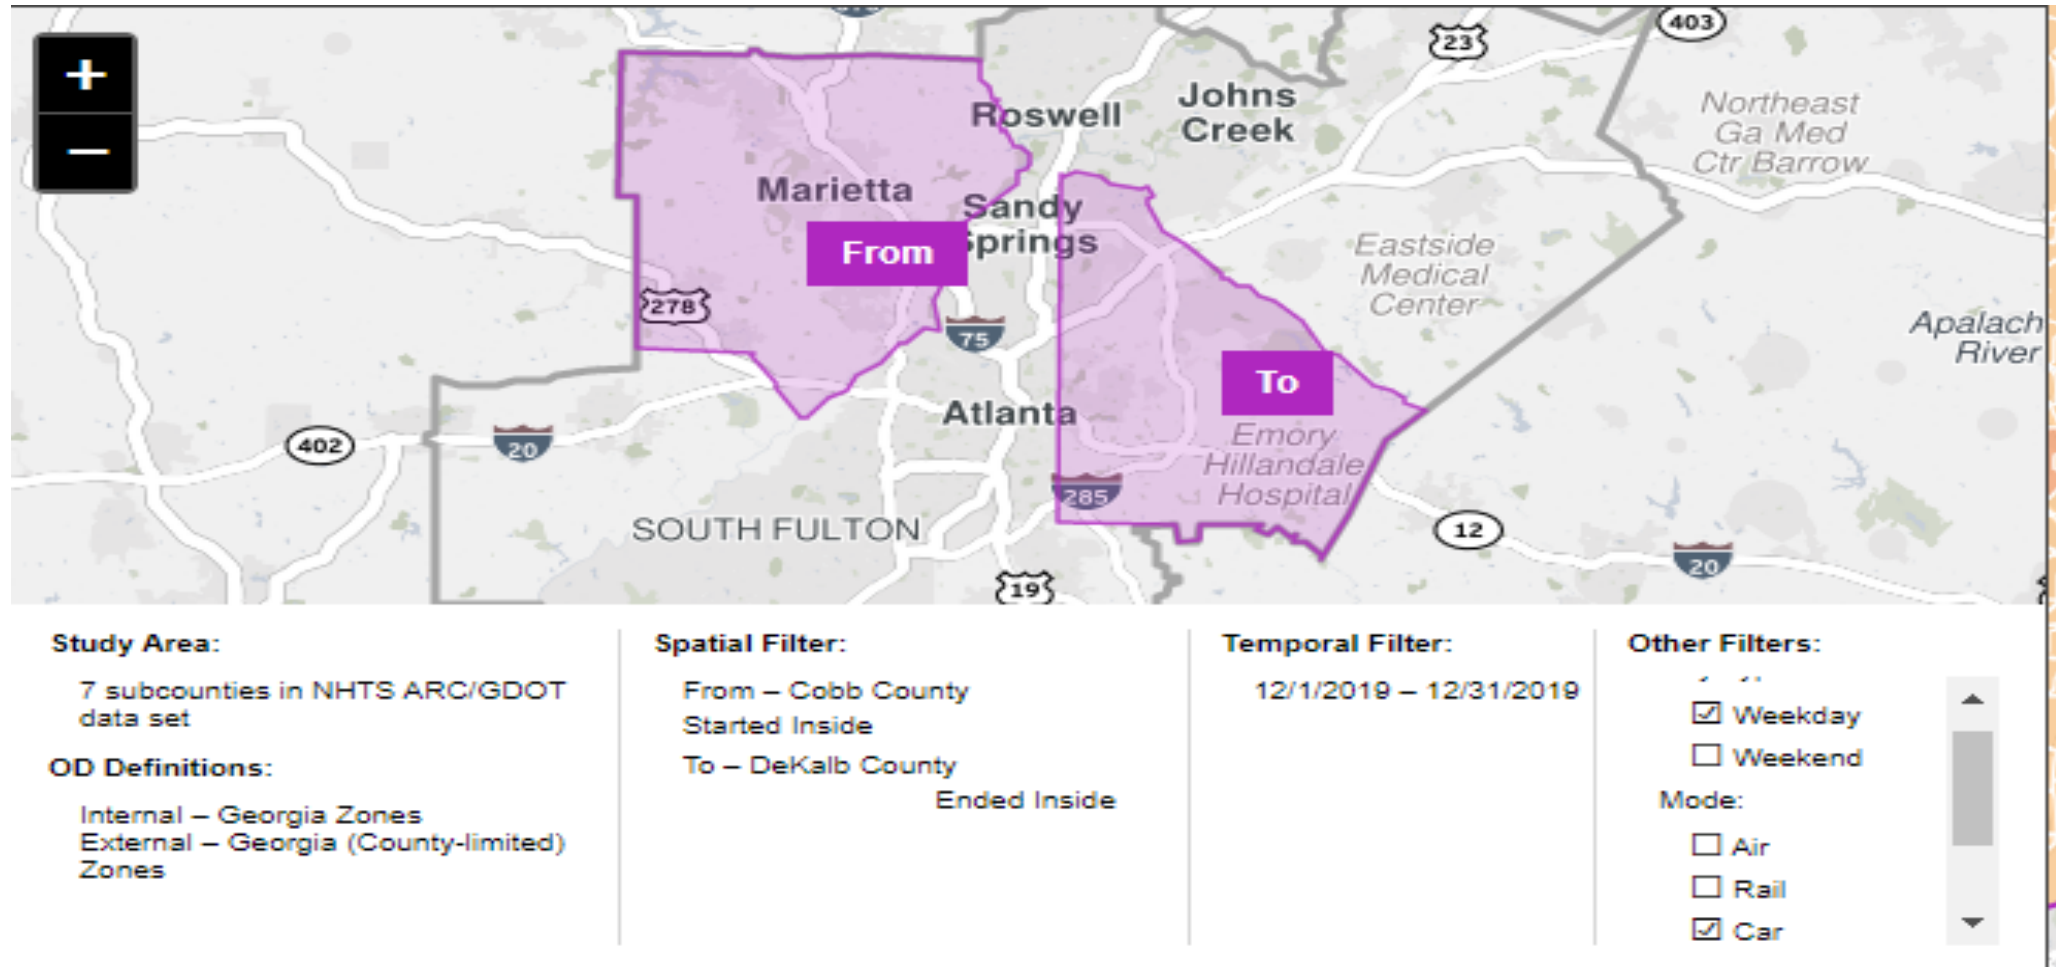 +
−
403
23
Johns
Creek
Roswell
Northeast
Ga Med
Ctr Barrow
Marietta
Sandy
Springs
From
Eastside
Medical
Center
278
75
Apalach
River
To
Atlanta
Emory
Hillandale
Hospital
402
20
285
SOUTH FULTON
12
20
19
Study Area:
7 subcounties in NHTS ARC/GDOT
data set
OD Definitions:
Internal – Georgia Zones
External – Georgia (County-limited)
Zones
Spatial Filter:
From – Cobb County
Started Inside
To – DeKalb County
Ended Inside
Temporal Filter:
12/1/2019 – 12/31/2019
Other Filters:
Weekday
Weekend
Mode:
Air
Rail
Car